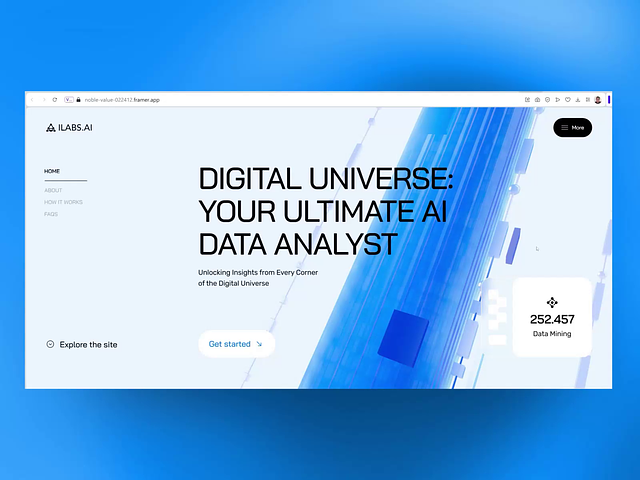 noble-value-022412.framer.app
ILABS.AI
More
HOME
ABOUT
HOW IT WORKS
FAQS
DIGITAL UNIVERSE:
YOUR ULTIMATE AI
DATA ANALYST
Unlocking Insights from Every Corner
of the Digital Universe
252.457
Data Mining
Explore the site
Get started